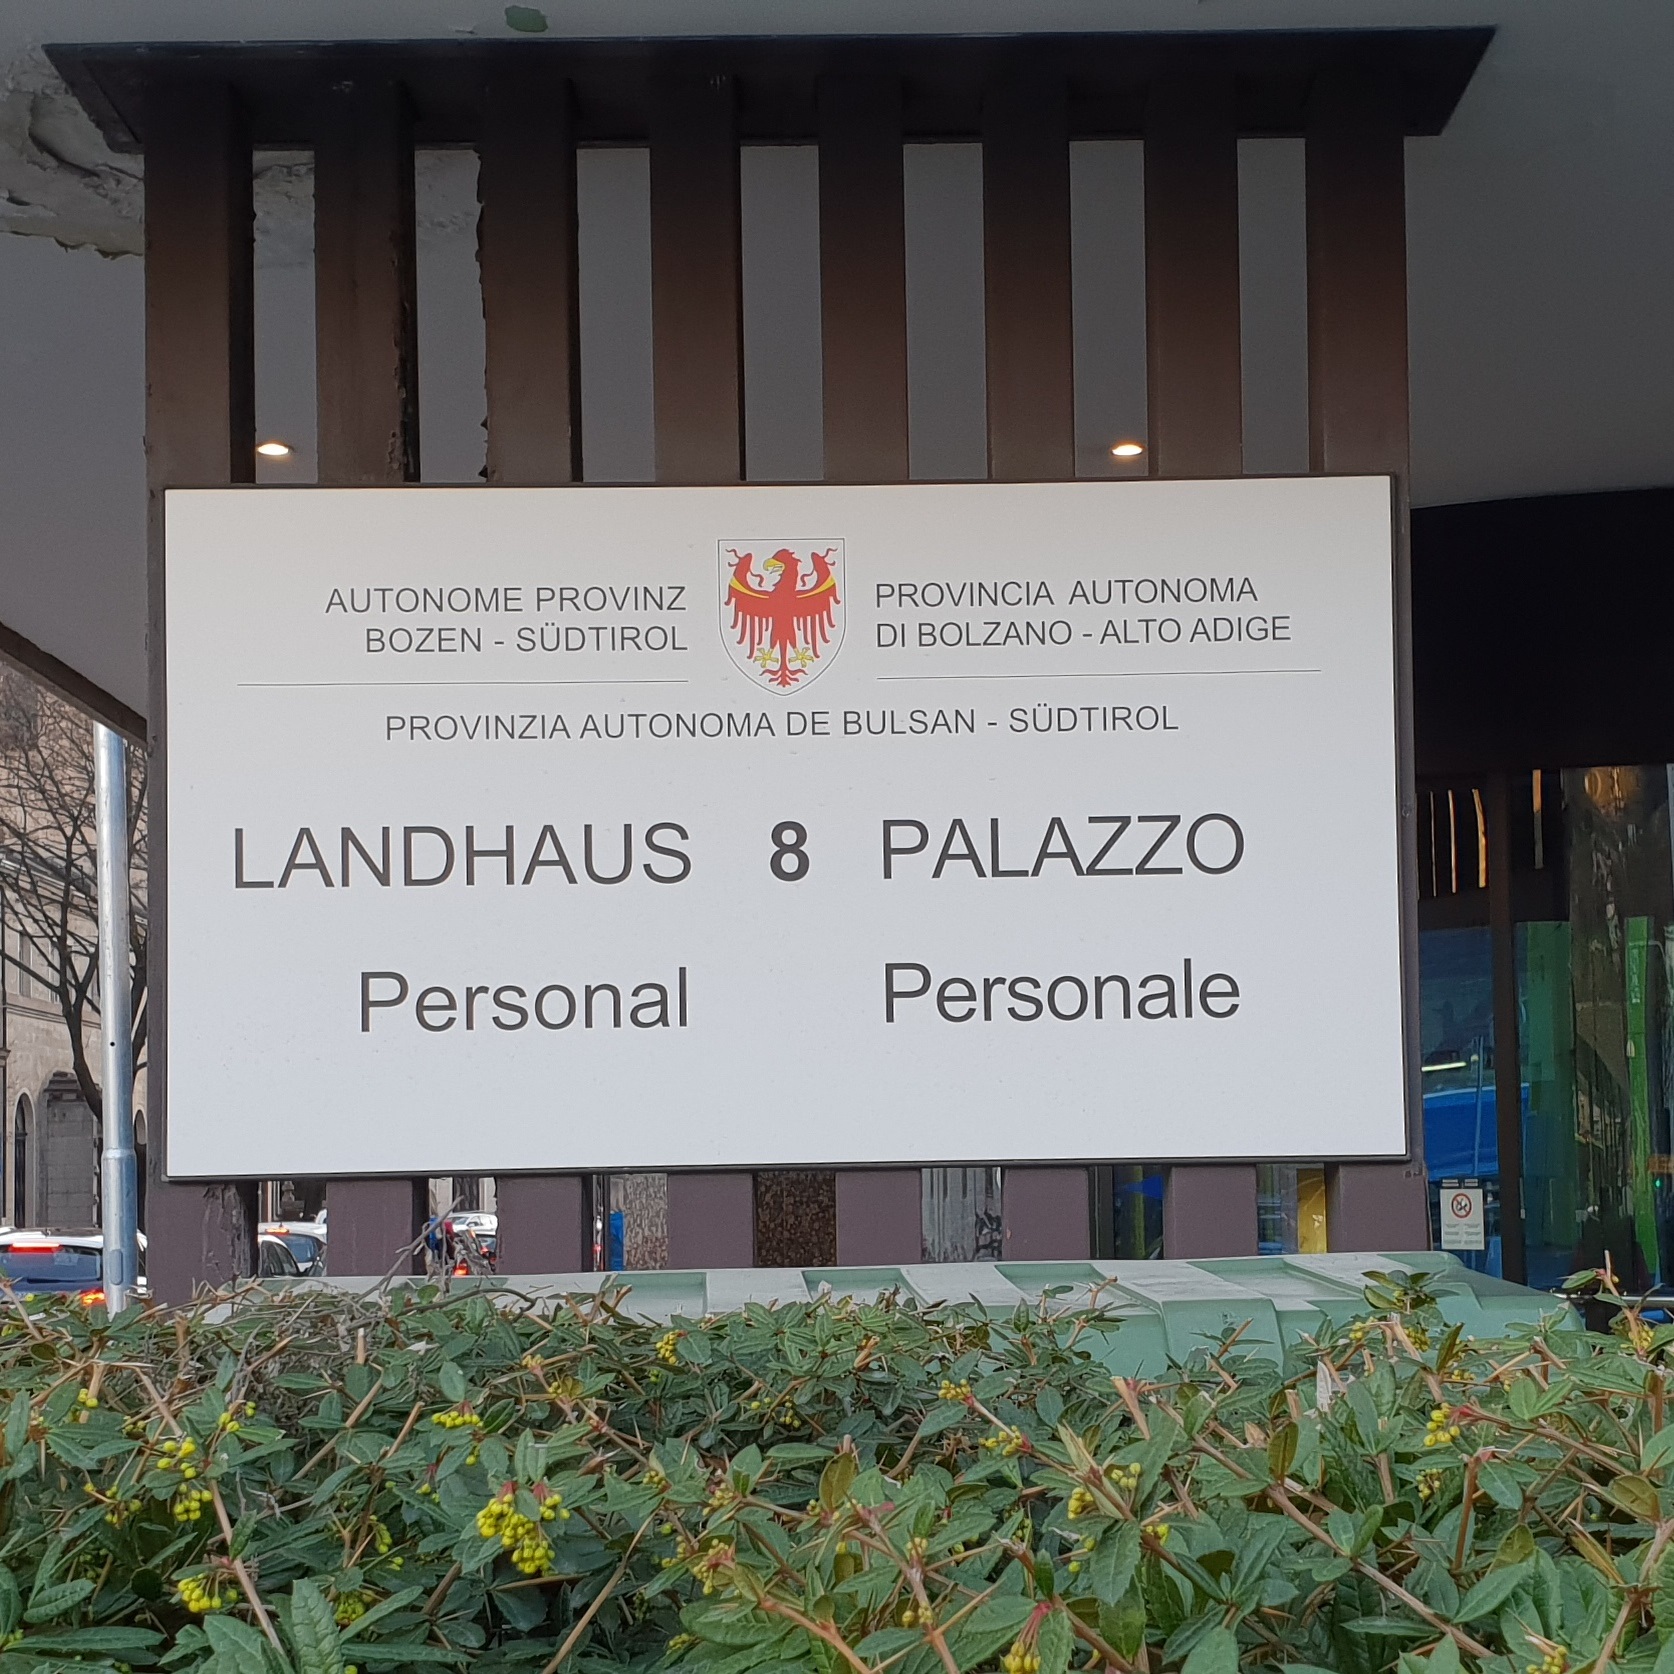 AUTONOME PROVINZ
BOZEN - SÜDTIROL
PROVINCIA AUTONOMA
DI BOLZANO - ALTO ADIGE
PROVINZIA AUTONOMA DE BULSAN - SÜDTIROL
LANDHAUS 8 PALAZZO
Personal Personale